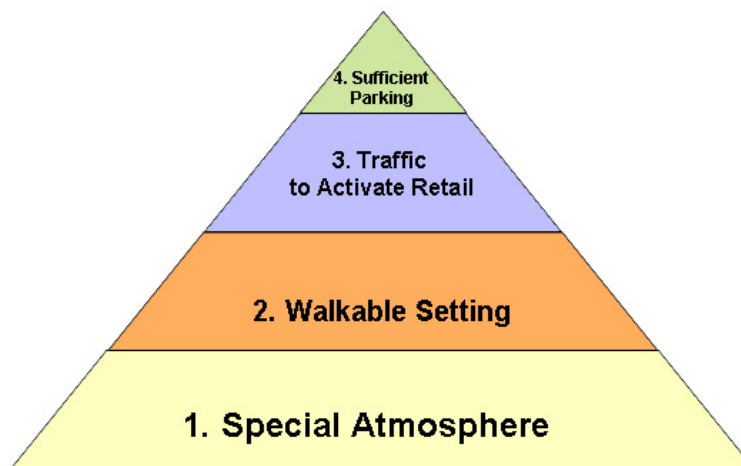 4. Sufficient
Parking
3. Traffic
to Activate Retail
2. Walkable Setting
1. Special Atmosphere